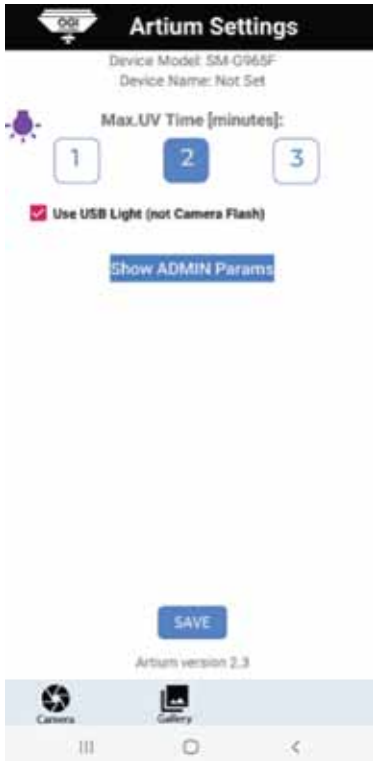 OGI
Artium Settings
Device Model: SM-G965F
Device Name: Not Set
Max.UV Time [minutes]:
1 2 3
Use USB Light (not Camera Flash)
Show ADMIN Params
SAVE
Artium version 2.3
Camera Gallery